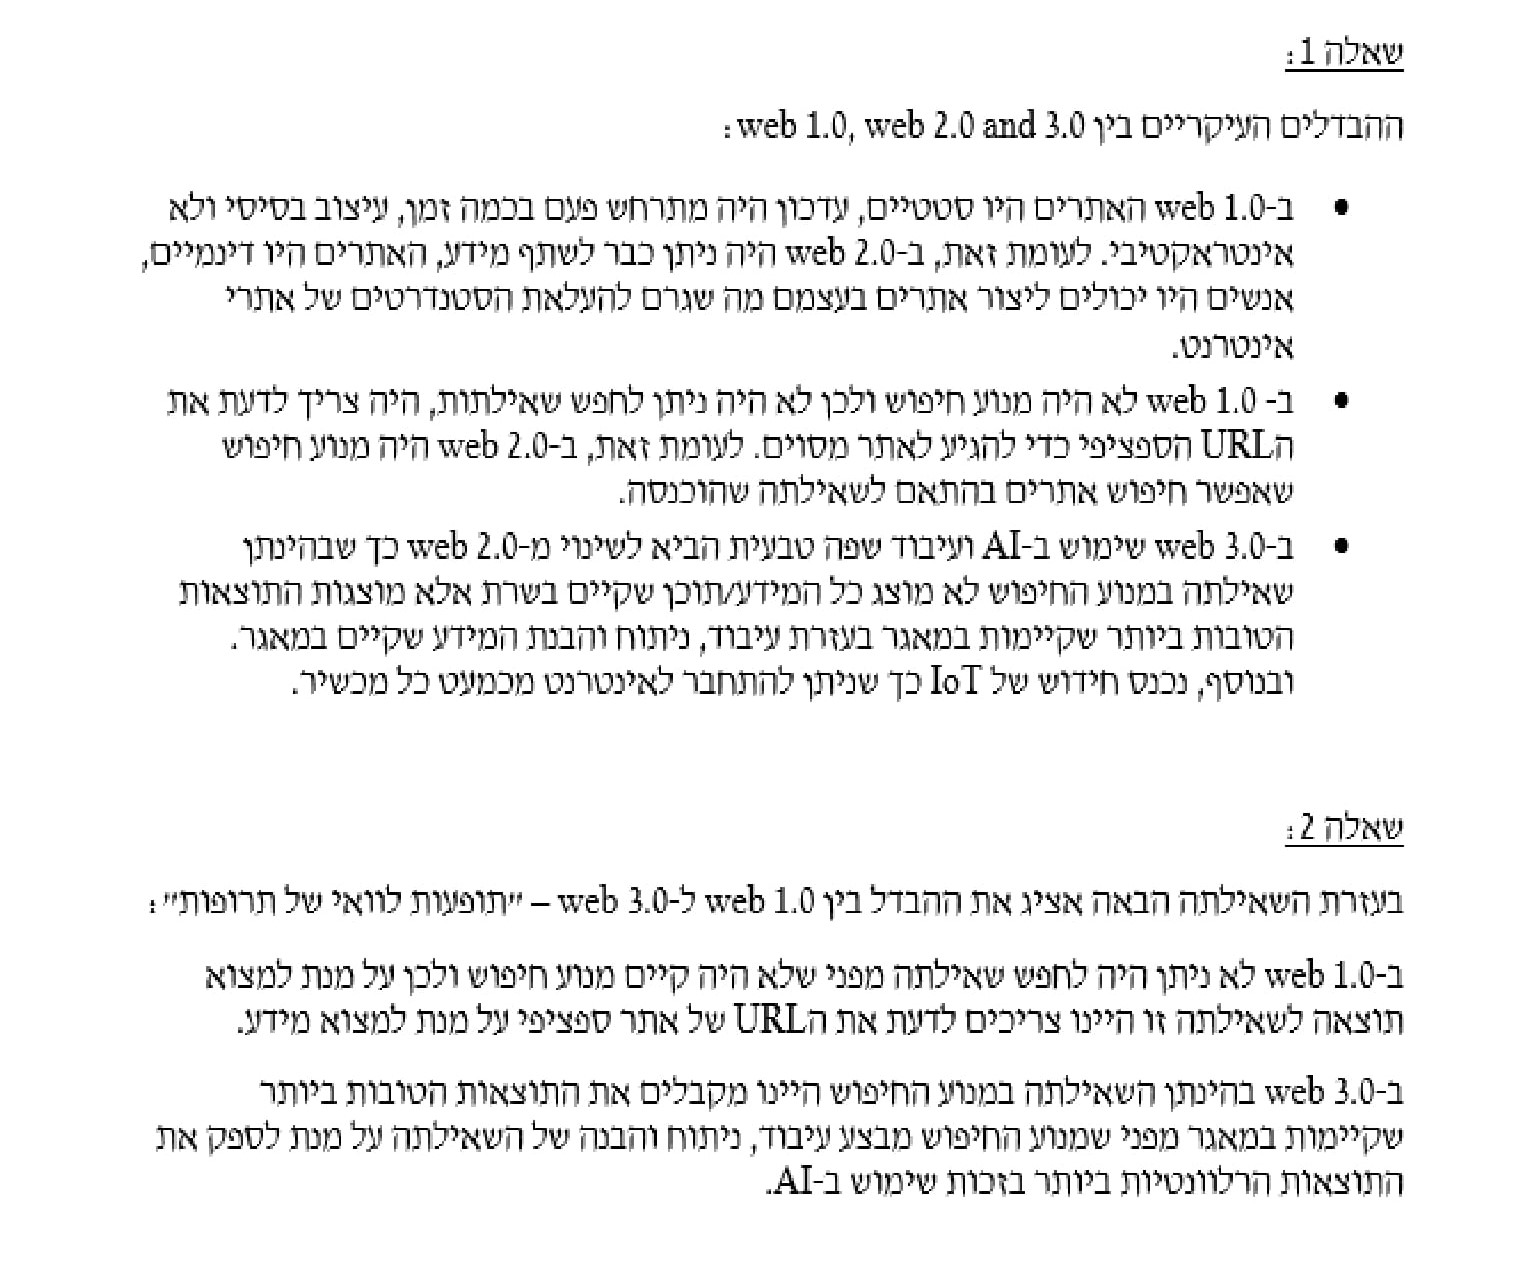 שאלה 1:
ההבדלים העיקריים בין web 1.0, web 2.0 and 3.0:
• ב-web 1.0 האתרים היו סטטיים, עדכון היה מתרחש פעם בכמה זמן, עיצוב בסיסי ולא
אינטראקטיבי. לעומת זאת, ב-web 2.0 היה ניתן כבר לשתף מידע, האתרים היו דינמיים,
אנשים היו יכולים ליצור אתרים בעצמם מה שגרם להעלאת הסטנדרטים של אתרי
אינטרנט.
• ב- web 1.0 לא היה מנוע חיפוש ולכן לא היה ניתן לחפש שאילתות, היה צריך לדעת את
הURL הספציפי כדי להגיע לאתר מסוים. לעומת זאת, ב-web 2.0 היה מנוע חיפוש
שאפשר חיפוש אתרים בהתאם לשאילתה שהוכנסה.
• ב-web 3.0 שימוש ב-AI ועיבוד שפה טבעית הביא לשינוי מ-web 2.0 כך שבהינתן
שאילתה במנוע החיפוש לא מוצג כל המידע/תוכן שקיים בשרת אלא מוצגות התוצאות
הטובות ביותר שקיימות במאגר בעזרת עיבוד, ניתוח והבנת המידע שקיים במאגר.
ובנוסף, נכנס חידוש של IoT כך שניתן להתחבר לאינטרנט מכמעט כל מכשיר.
שאלה 2:
בעזרת השאילתה הבאה אציג את ההבדל בין web 1.0 ל-web 3.0 – "תופעות לוואי של תרופות":
ב-web 1.0 לא ניתן היה לחפש שאילתה מפני שלא היה קיים מנוע חיפוש ולכן על מנת למצוא
תוצאה לשאילתה זו היינו צריכים לדעת את הURL של אתר ספציפי על מנת למצוא מידע.
ב-web 3.0 בהינתן השאילתה במנוע החיפוש היינו מקבלים את התוצאות הטובות ביותר
שקיימות במאגר מפני שמנוע החיפוש מבצע עיבוד, ניתוח והבנה של השאילתה על מנת לספק את
התוצאות הרלוונטיות ביותר בזכות שימוש ב-AI.